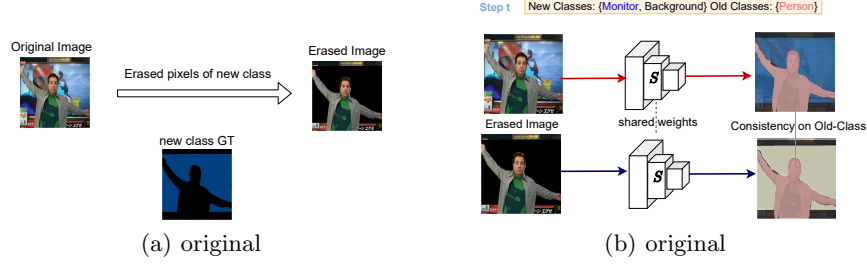 Step t
New Classes: {Monitor, Background} Old Classes: {Person}
Original Image
Erased pixels of new class
Erased Image
new class GT
(a) original
S
Erased Image
shared weights
Consistency on Old-Class
S
(b) original